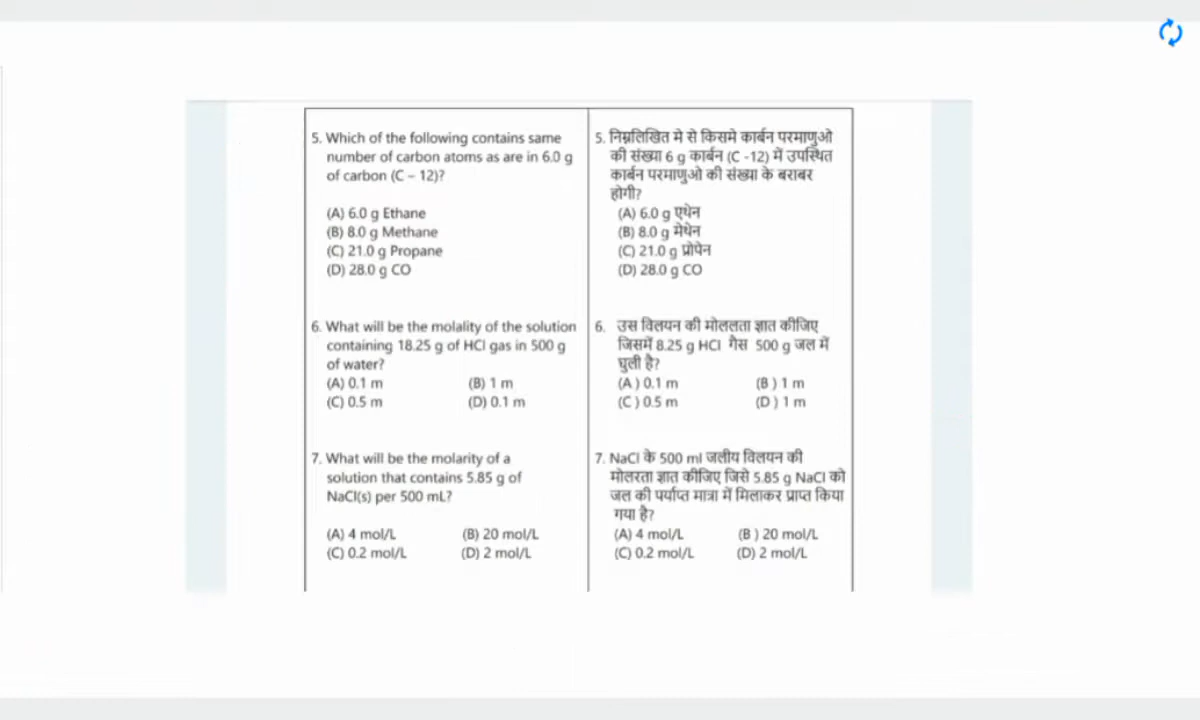 5. Which of the following contains same
number of carbon atoms as are in 6.0 g
of carbon (C – 12)?
(A) 6.0 g Ethane
(B) 8.0 g Methane
(C) 21.0 g Propane
(D) 28.0 g CO
6. What will be the molality of the solution
containing 18.25 g of HCl gas in 500 g
of water?
(A) 0.1 m (B) 1 m
(C) 0.5 m (D) 0.1 m
7. What will be the molarity of a
solution that contains 5.85 g of
NaCl(s) per 500 mL?
(A) 4 mol/L (B) 20 mol/L
(C) 0.2 mol/L (D) 2 mol/L
5. निम्नलिखित मे से किसमे कार्बन परमाणुओ
की संख्या 6 g कार्बन (C -12) में उपस्थित
कार्बन परमाणुओ की संख्या के बराबर
होगी?
(A) 6.0 g एथेन
(B) 8.0 g मेथेन
(C) 21.0 g प्रोपेन
(D) 28.0 g CO
6. उस विलयन की मोललता ज्ञात कीजिए
जिसमें 8.25 g HCl गैस 500 g जल में
घुली है?
(A ) 0.1 m (B ) 1 m
(C ) 0.5 m (D ) 1 m
7. NaCl के 500 ml जलीय विलयन की
मोलरता ज्ञात कीजिए जिसे 5.85 g NaCl को
जल की पर्याप्त मात्रा में मिलाकर प्राप्त किया
गया है?
(A) 4 mol/L (B ) 20 mol/L
(C) 0.2 mol/L (D) 2 mol/L